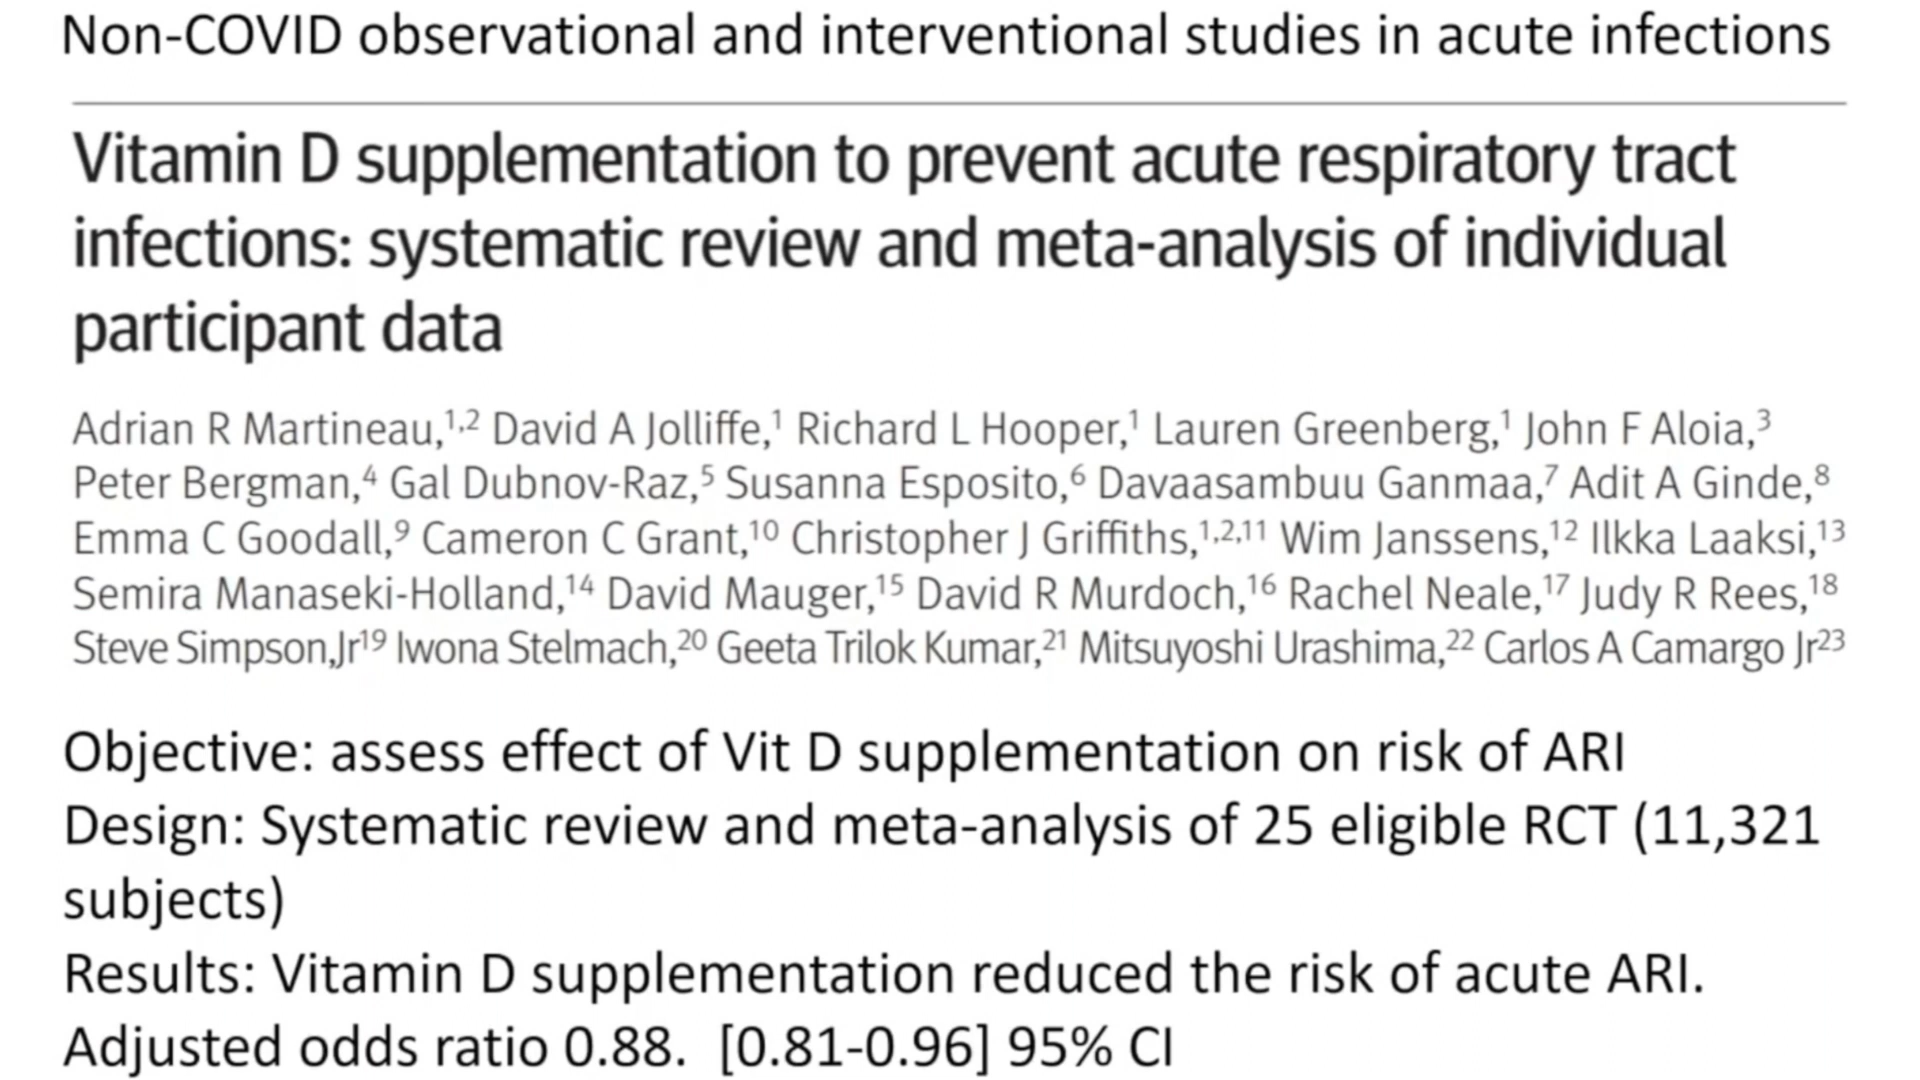 Non-COVID observational and interventional studies in acute infections
Vitamin D supplementation to prevent acute respiratory tract
infections: systematic review and meta-analysis of individual
participant data
Adrian R Martineau,1,2 David A Jolliffe,1 Richard L Hooper,1 Lauren Greenberg,1 John F Aloia,3
Peter Bergman,4 Gal Dubnov-Raz,5 Susanna Esposito,6 Davaasambuu Ganmaa,7 Adit A Ginde,8
Emma C Goodall,9 Cameron C Grant,10 Christopher J Griffiths,1,2,11 Wim Janssens,12 Ilkka Laaksi,13
Semira Manaseki-Holland,14 David Mauger,15 David R Murdoch,16 Rachel Neale,17 Judy R Rees,18
Steve Simpson,Jr19 Iwona Stelmach,20 Geeta Trilok Kumar,21 Mitsuyoshi Urashima,22 Carlos A Camargo Jr23
Objective: assess effect of Vit D supplementation on risk of ARI
Design: Systematic review and meta-analysis of 25 eligible RCT (11,321
subjects)
Results: Vitamin D supplementation reduced the risk of acute ARI.
Adjusted odds ratio 0.88. [0.81-0.96] 95% CI